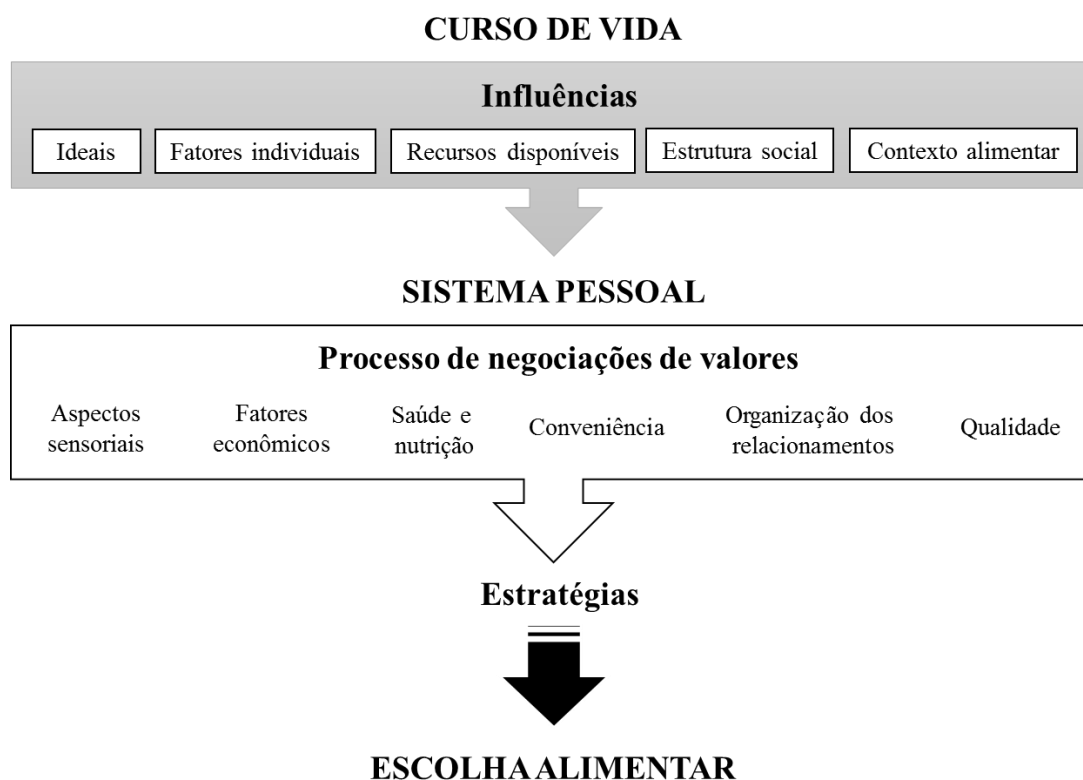 CURSO DE VIDA
Influências
Ideais
Fatores individuais
Recursos disponíveis
Estrutura social
Contexto alimentar
SISTEMA PESSOAL
Processo de negociações de valores
Aspectos
sensoriais
Fatores
econômicos
Saúde e
nutrição
Conveniência
Organização dos
relacionamentos
Qualidade
Estratégias
ESCOLHA ALIMENTAR